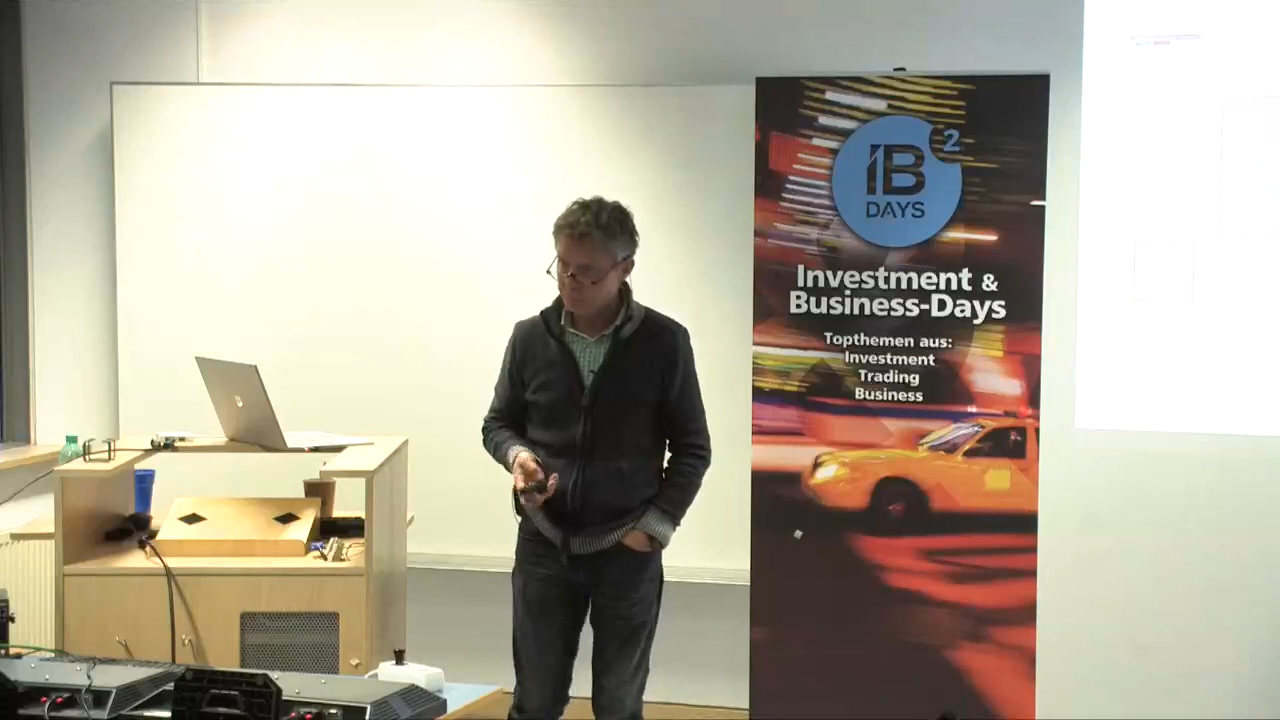 IB 2
DAYS
Investment &
Business-Days
Topthemen aus:
Investment
Trading
Business